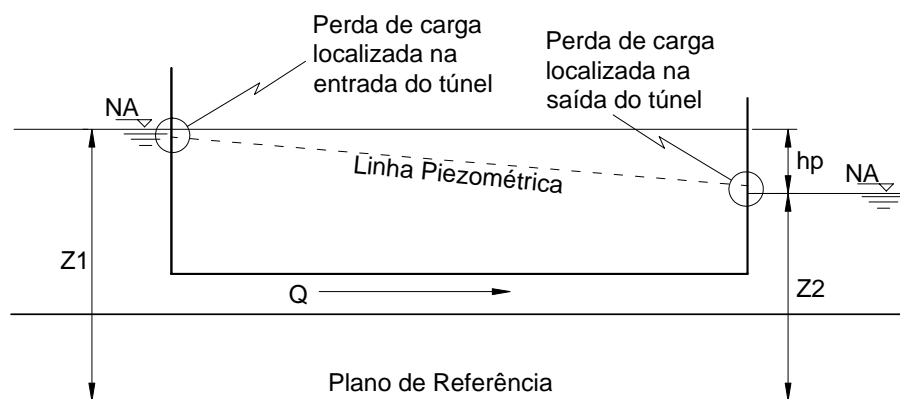 Perda de carga
localizada na
entrada do túnel
Perda de carga
localizada na
saída do túnel
NA
hp
Linha Piezométrica
NA
Z1
Z2
Q
Plano de Referência